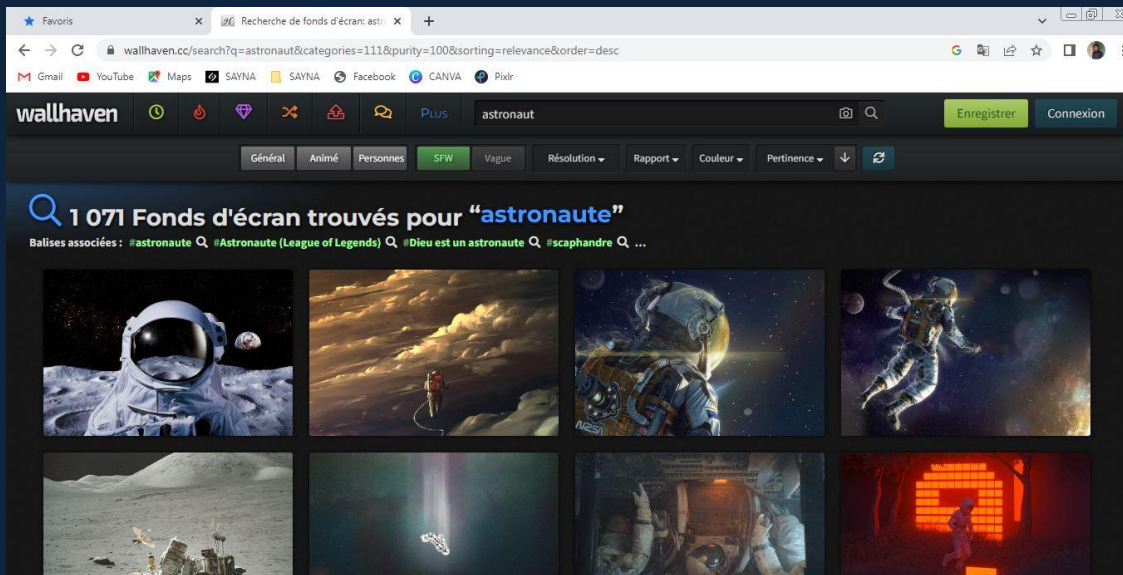 Favoris
Recherche de fonds d'écran: astr
wallhaven.cc/search?q=astronaut&categories=111&purity=100&sorting=relevance&order=desc
Gmail YouTube Maps SAYNA SAYNA Facebook CANVA Pixlr
wallhaven PLUS astronaut Enregistrer Connexion
Général Animé Personnes SFW Vague Résolution Rapport Couleur Pertinence
1 071 Fonds d'écran trouvés pour “astronaute”
Balises associées : #astronaute #Astronaute (League of Legends) #Dieu est un astronaute #scaphandre ...